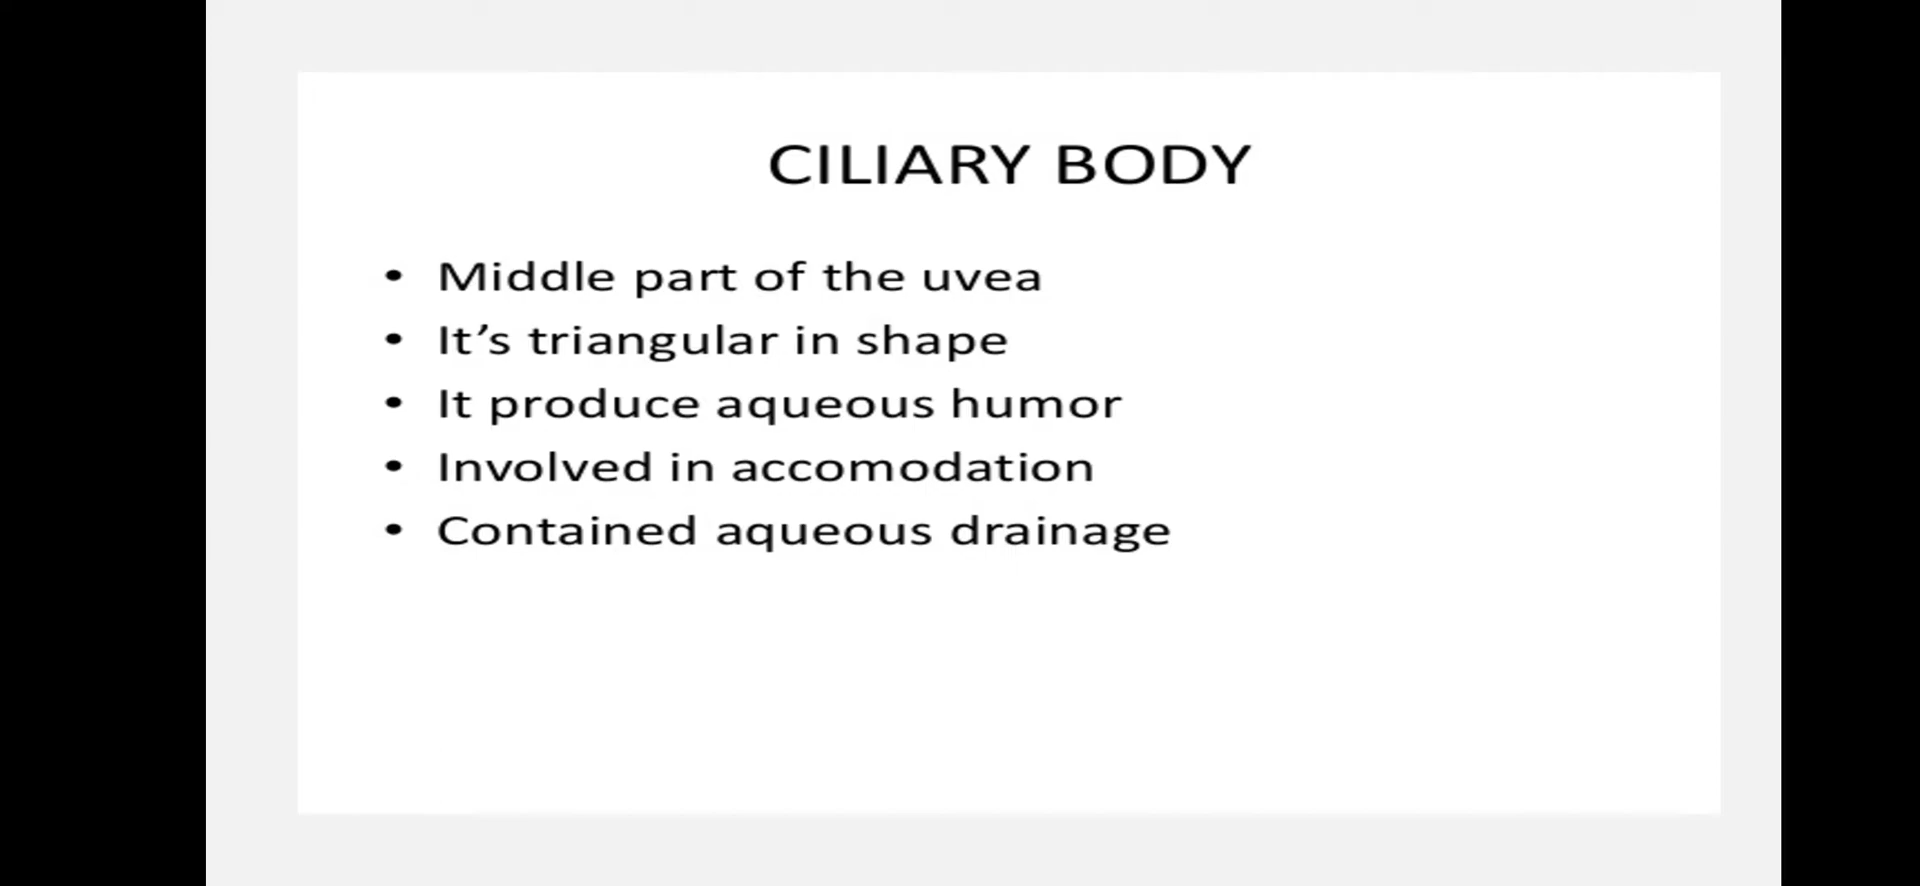 CILIARY BODY
• Middle part of the uvea
• It’s triangular in shape
• It produce aqueous humor
• Involved in accomodation
• Contained aqueous drainage